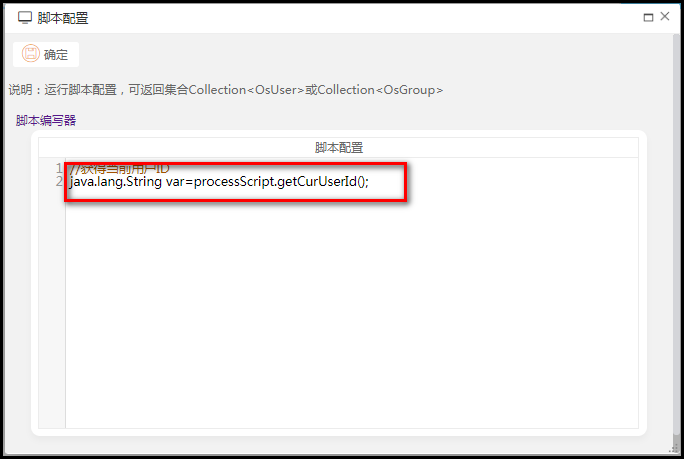 脚本配置
确定
说明：运行脚本配置，可返回集合Collection<OsUser>或Collection<OsGroup>
脚本编写器
脚本配置
1 //获得当前用户ID
2 java.lang.String var=processScript.getCurUserId();